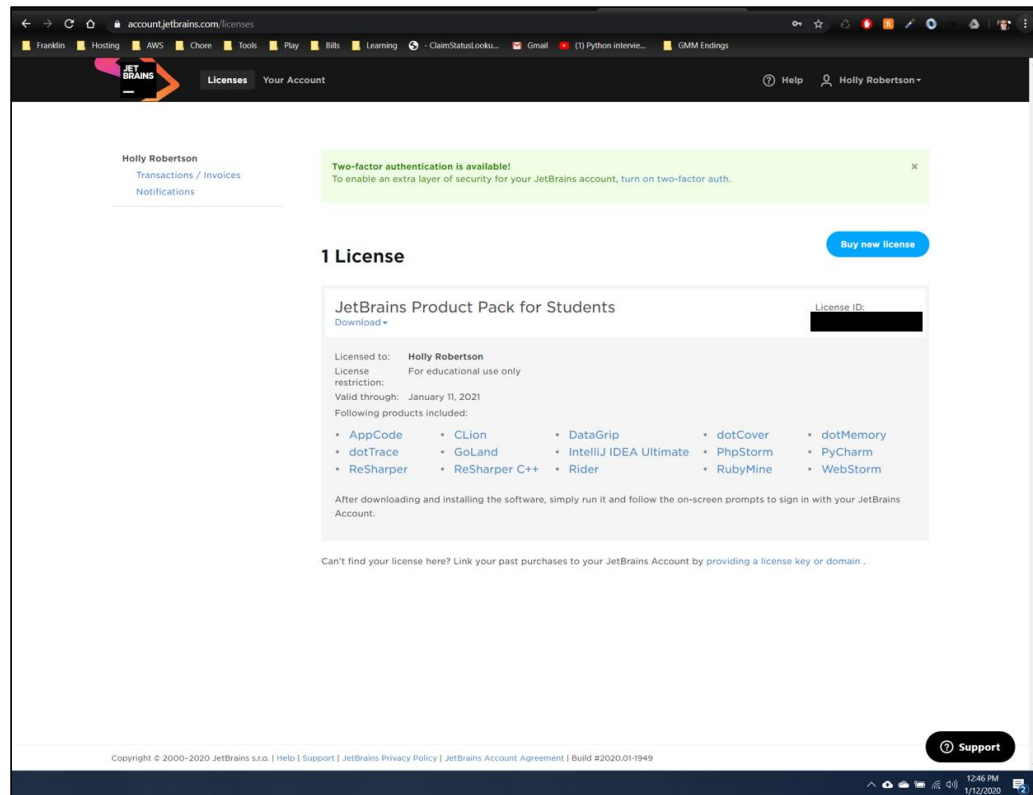 account.jetbrains.com/licenses
Franklin Hosting AWS Chore Tools Play Bills Learning - ClaimStatusLooku... Gmail (1) Python intervie... GMM Endings
JET
BRAINS
Licenses Your Account Help Holly Robertson
Holly Robertson
Transactions / Invoices
Notifications
Two-factor authentication is available!
To enable an extra layer of security for your JetBrains account, turn on two-factor auth.
1 License
Buy new license
JetBrains Product Pack for Students
Download
License ID:
Licensed to: Holly Robertson
License restriction: For educational use only
Valid through: January 11, 2021
Following products included:
• AppCode • CLion • DataGrip • dotCover • dotMemory
• dotTrace • GoLand • IntelliJ IDEA Ultimate • PhpStorm • PyCharm
• ReSharper • ReSharper C++ • Rider • RubyMine • WebStorm
After downloading and installing the software, simply run it and follow the on-screen prompts to sign in with your JetBrains
Account.
Can't find your license here? Link your past purchases to your JetBrains Account by providing a license key or domain .
Support
Copyright © 2000-2020 JetBrains s.r.o. | Help | Support | JetBrains Privacy Policy | JetBrains Account Agreement | Build #2020.01-1949
12:46 PM
1/12/2020